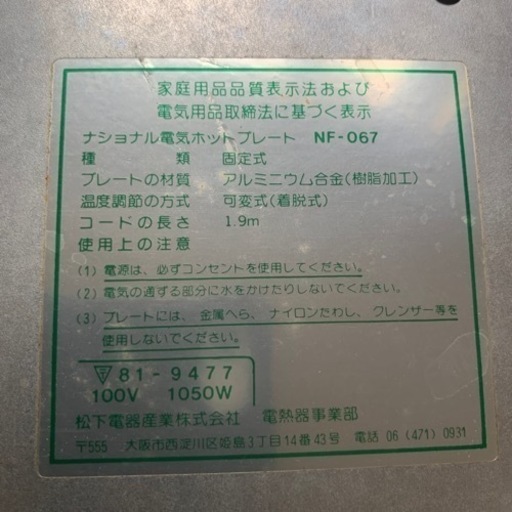 家庭用品品質表示法および
電気用品取締法に基づく表示
ナショナル電気ホットプレート NF-067
種 類 固定式
プレートの材質 アルミニウム合金(樹脂加工)
温度調節の方式 可変式(着脱式)
コードの長さ 1.9m
使用上の注意
(1) 電源は、必ずコンセントを使用してください。
(2) 電気の通ずる部分に水をかけたりしないでください。
(3) プレートには、金属へら、ナイロンたわし、クレンザー等を
使用しないでください。
〒 81-9477
100V 1050W
松下電器産業株式会社 電熱器事業部
〒555 大阪市西淀川区姫島3丁目14番43号 電話 06 (471) 0931